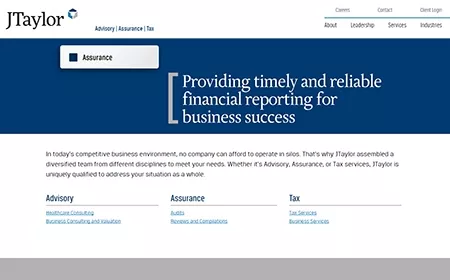 JTaylor
Advisory | Assurance | Tax
Careers Contact Client Login
About Leadership Services Industries
Assurance
Providing timely and reliable
financial reporting for
business success
In today's competitive business environment, no company can afford to operate in silos. That's why JTaylor assembled a
diversified team from different disciplines to meet your needs. Whether it's Advisory, Assurance, or Tax services, JTaylor is
uniquely qualified to address your situation as a whole.
Advisory Assurance Tax
Healthcare Consulting Audits Tax Services
Business Consulting and Valuation Reviews and Compilations Business Services